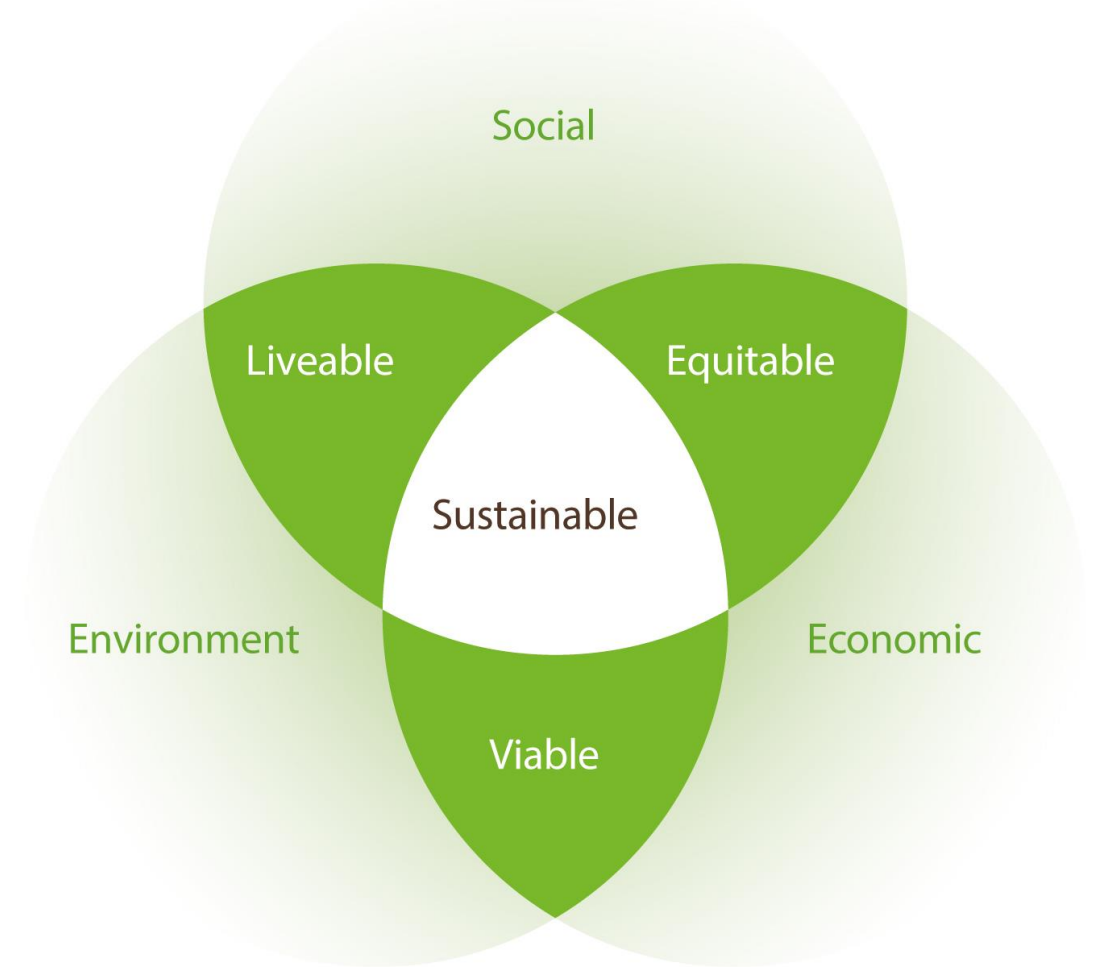 Social
Liveable
Equitable
Sustainable
Environment
Economic
Viable